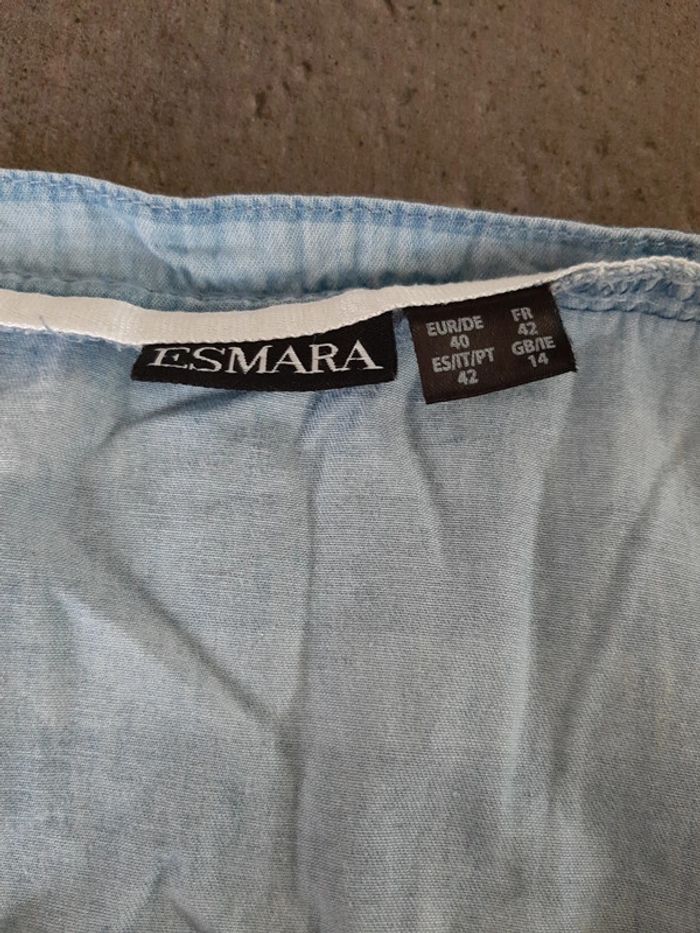 ESMARA
EUR/DE
40
ES/IT/PT
42
FR
42
GB/IE
14